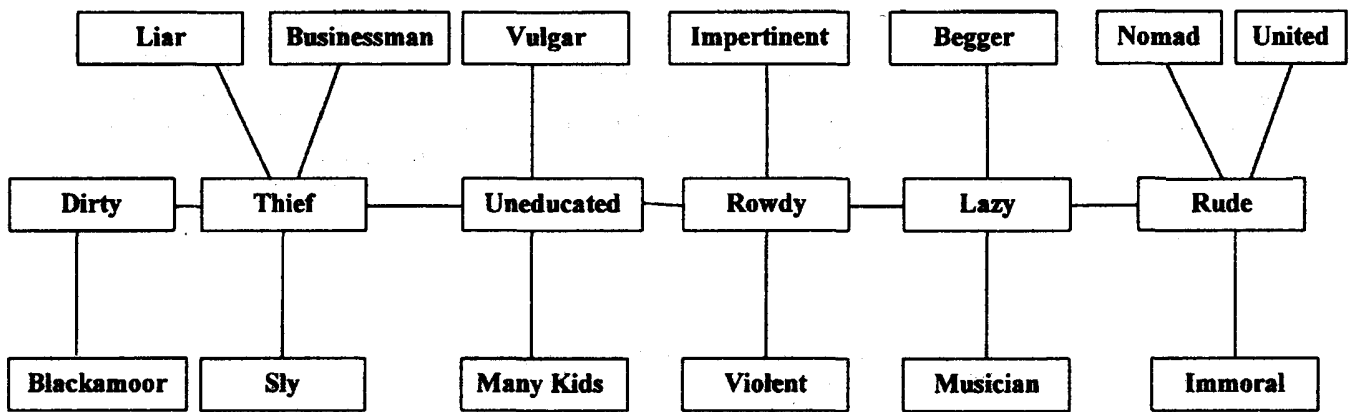 Liar
Businessman
Vulgar
Impertinent
Begger
Nomad
United
Dirty
Thief
Uneducated
Rowdy
Lazy
Rude
Blackamoor
Sly
Many Kids
Violent
Musician
Immoral